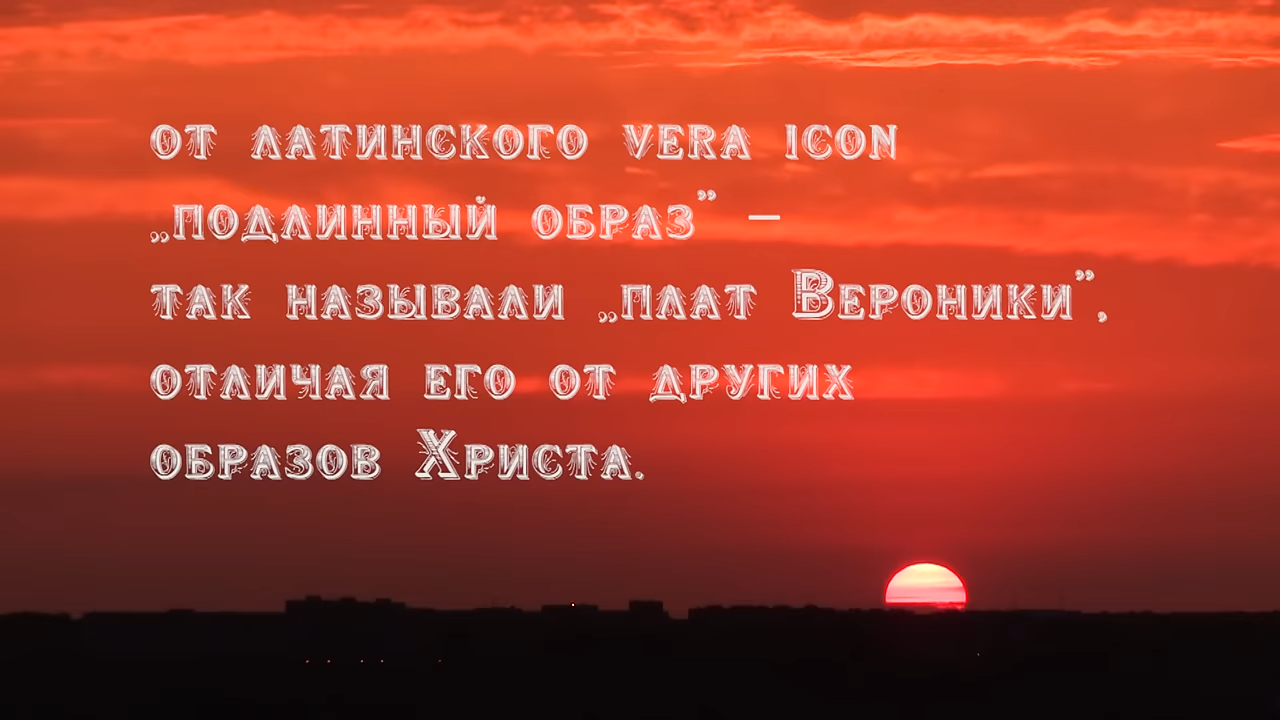 от латинского vera icon
„подлинный образ” –
так называли „плат Вероники”,
отличая его от других
образов Христа.